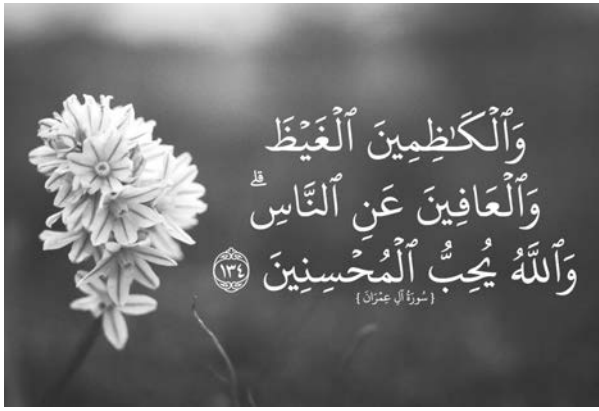 وَٱلۡكَٰظِمِينَ ٱلۡغَيۡظَ
وَٱلۡعَافِينَ عَنِ ٱلنَّاسِۗ
وَٱللَّهُ يُحِبُّ ٱلۡمُحۡسِنِينَ ١٣٤
{ سُورَةُ آلِ عِمۡرَانَ }